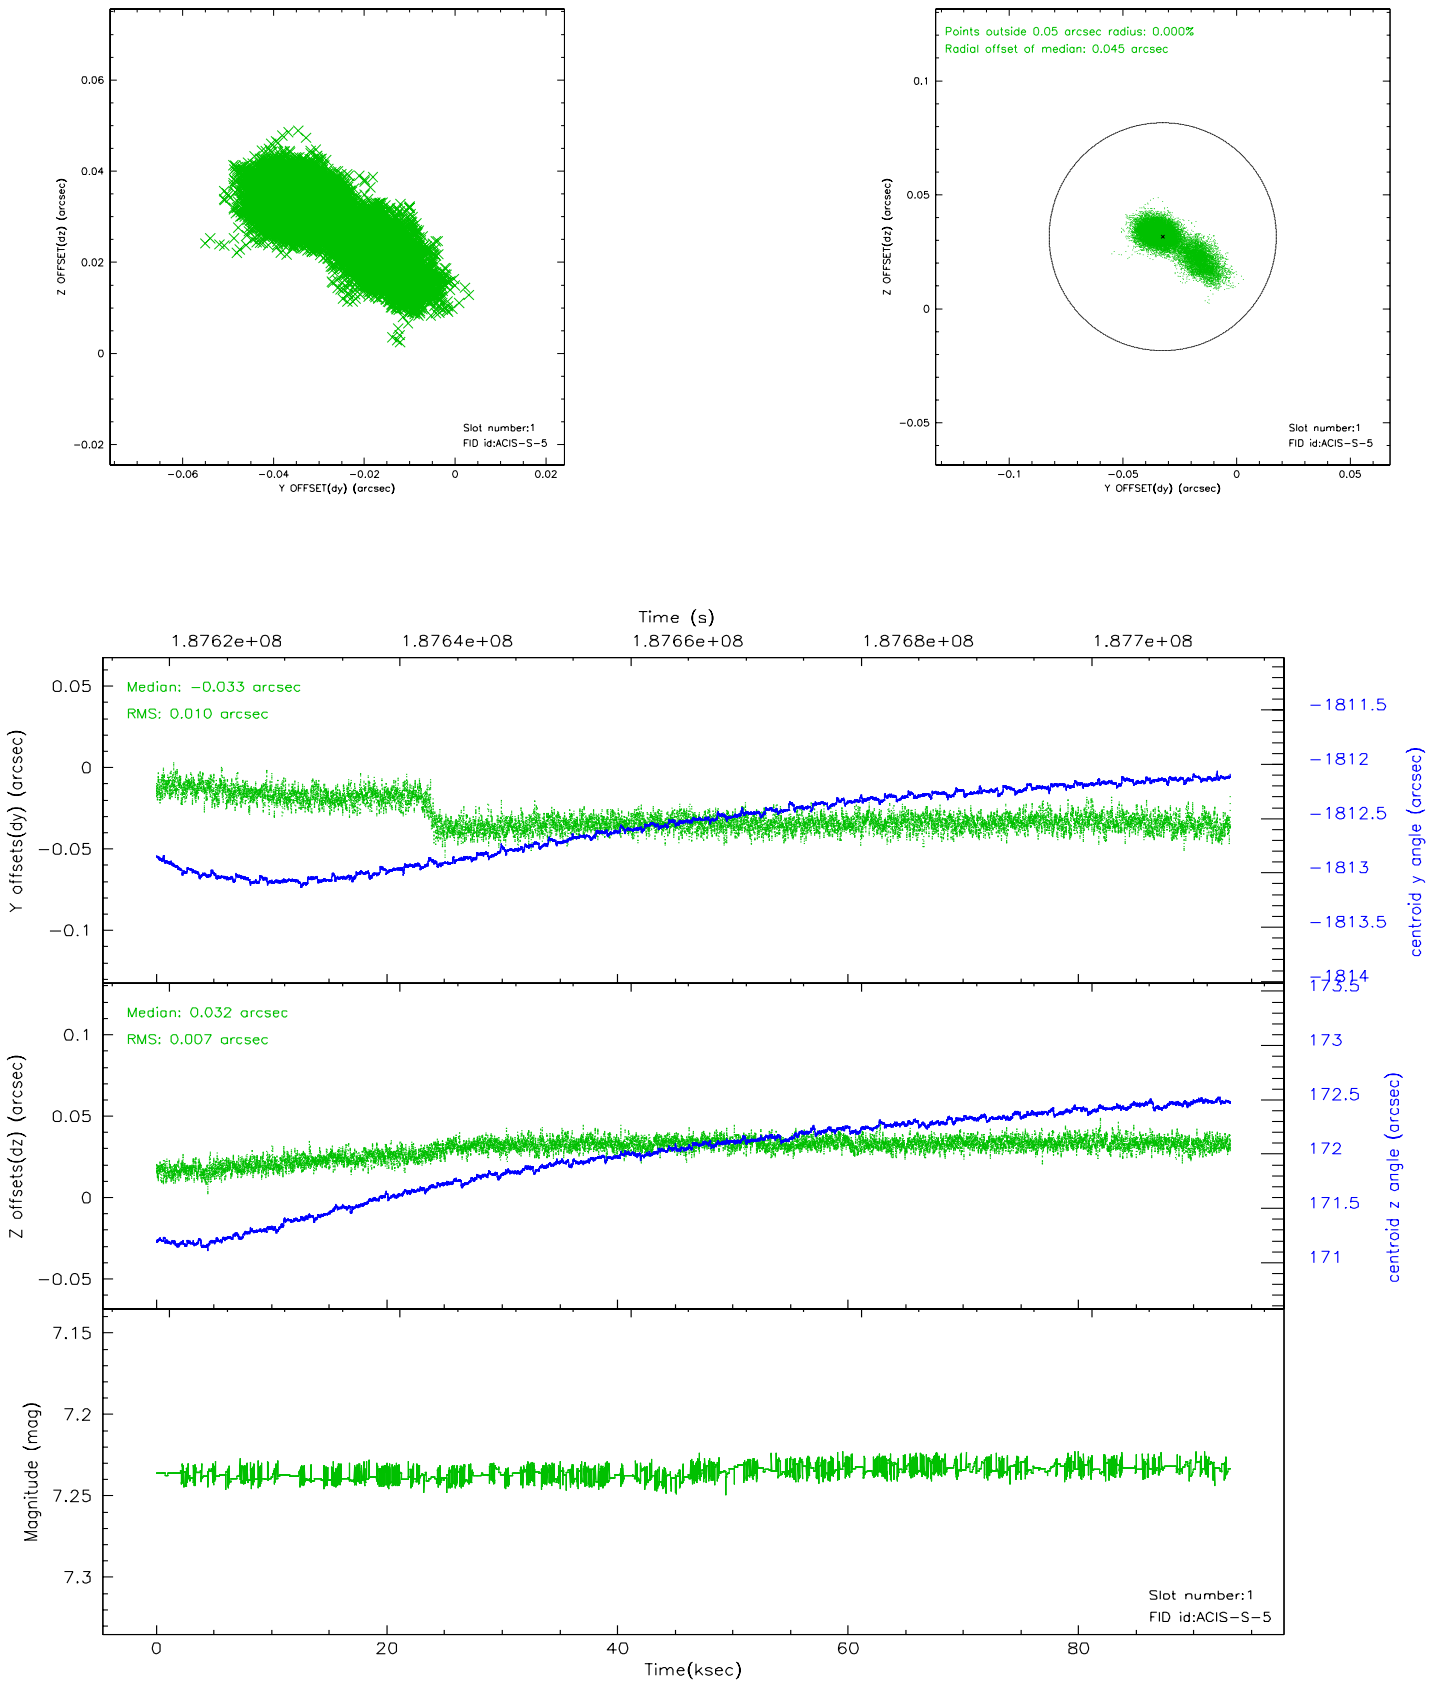 0.06
0.04
0.02
0
−0.02
Z OFFSET(dz) (arcsec)
Slot number:1
FID id:ACIS−S−5
−0.06 −0.04 −0.02 0 0.02
Y OFFSET(dy) (arcsec)
Points outside 0.05 arcsec radius: 0.000%
Radial offset of median: 0.045 arcsec
0.1
0.05
0
−0.05
Z OFFSET(dz) (arcsec)
Slot number:1
FID id:ACIS−S−5
−0.1 −0.05 0 0.05
Y OFFSET(dy) (arcsec)
Time (s)
1.8762e+08 1.8764e+08 1.8766e+08 1.8768e+08 1.877e+08
Median: −0.033 arcsec
RMS: 0.010 arcsec
0.05
0
−0.05
−0.1
Y offsets(dy) (arcsec)
−1811.5
−1812
−1812.5
−1813
−1813.5
−1814
centroid y angle (arcsec)
Median: 0.032 arcsec
RMS: 0.007 arcsec
0.1
0.05
0
−0.05
Z offsets(dz) (arcsec)
173.5
173
172.5
172
171.5
171
centroid z angle (arcsec)
7.15
7.2
7.25
7.3
Magnitude (mag)
Slot number:1
FID id:ACIS−S−5
0 20 40 60 80
Time(ksec)